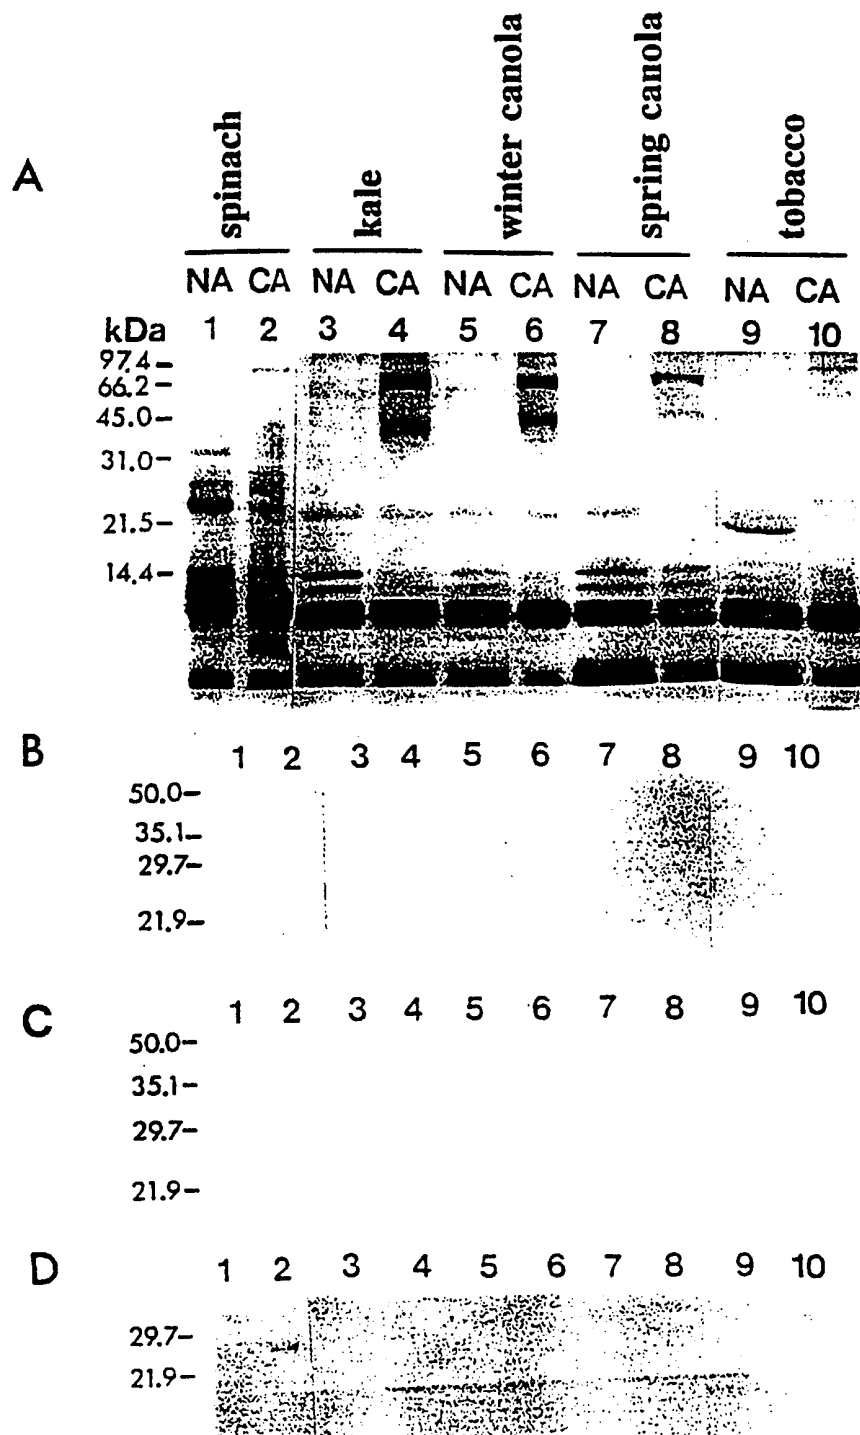 A
spinach
kale
winter canola
spring canola
tobacco
NA CA NA CA NA CA NA CA NA CA
kDa 1 2 3 4 5 6 7 8 9 10
97.4–
66.2–
45.0–
31.0–
21.5–
14.4–
B
1 2 3 4 5 6 7 8 9 10
50.0–
35.1–
29.7–
21.9–
C
1 2 3 4 5 6 7 8 9 10
50.0–
35.1–
29.7–
21.9–
D
1 2 3 4 5 6 7 8 9 10
29.7–
21.9–